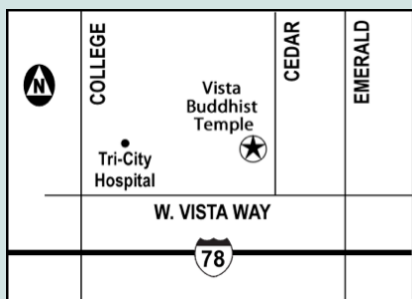 N
COLLEGE
CEDAR
EMERALD
Vista
Buddhist
Temple
Tri-City
Hospital
W. VISTA WAY
78